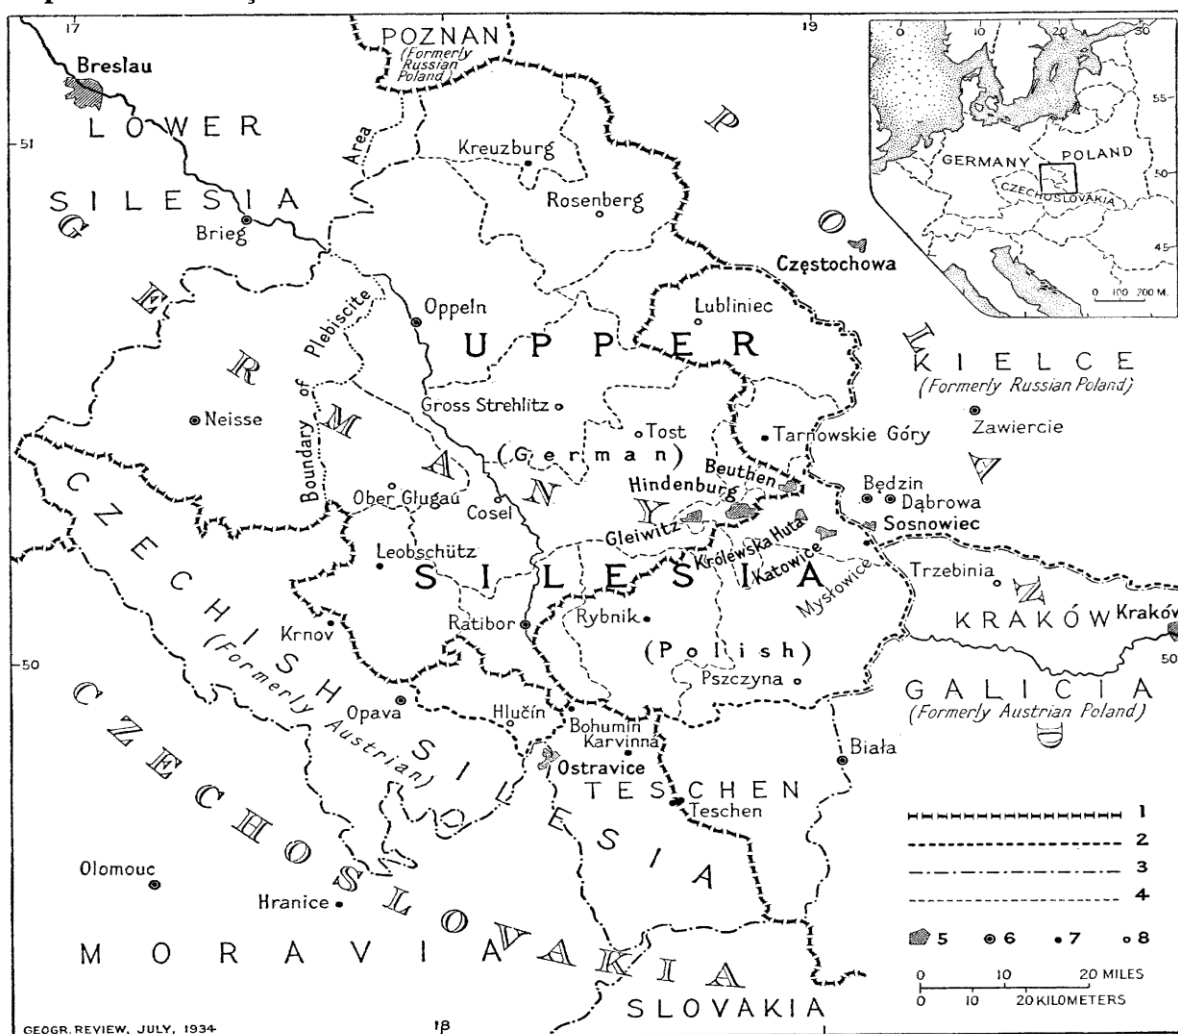 17
19
POZNAN
(Formerly
Russian
Poland)
Breslau
LOWER
51
SILESIA
Brieg
Area
Kreuzburg
Rosenberg
POLAND
Częstochowa
0
10
20
30
55
50
45
GERMANY
POLAND
CZECHOSLOVAKIA
0 100 200 M.
GERMANY
Boundary of Plebiscite
Oppeln
Lubliniec
UPPER
KIELCE
(Formerly Russian Poland)
Neisse
Gross Strehlitz
Tost
Zawiercie
(German)
Tarnowskie Góry
Beuthen
Hindenburg
Będzin
Dąbrowa
Sosnowiec
Ober Glugau
Cosel
Gleiwitz
Królewska Huta
Katowice
Mysłowice
Leobschütz
SILESIA
Trzebinia
KRAKÓW
Kraków
Krnov
Ratibor
Rybnik
(Polish)
Pszczyna
50
50
CZECHISH SILESIA
(Formerly Austrian)
GALICIA
(Formerly Austrian Poland)
Opava
Hlučín
Bohumín
Karvinná
Ostravice
Biała
TESCHEN
Teschen
CZECHOSLOVAKIA
Olomouc
Hranice
MORAVIA
SLOVAKIA
1
2
3
4
5 6 7 8
0 10 20 MILES
0 10 20 KILOMETERS
GEOGR. REVIEW, JULY, 1934
18